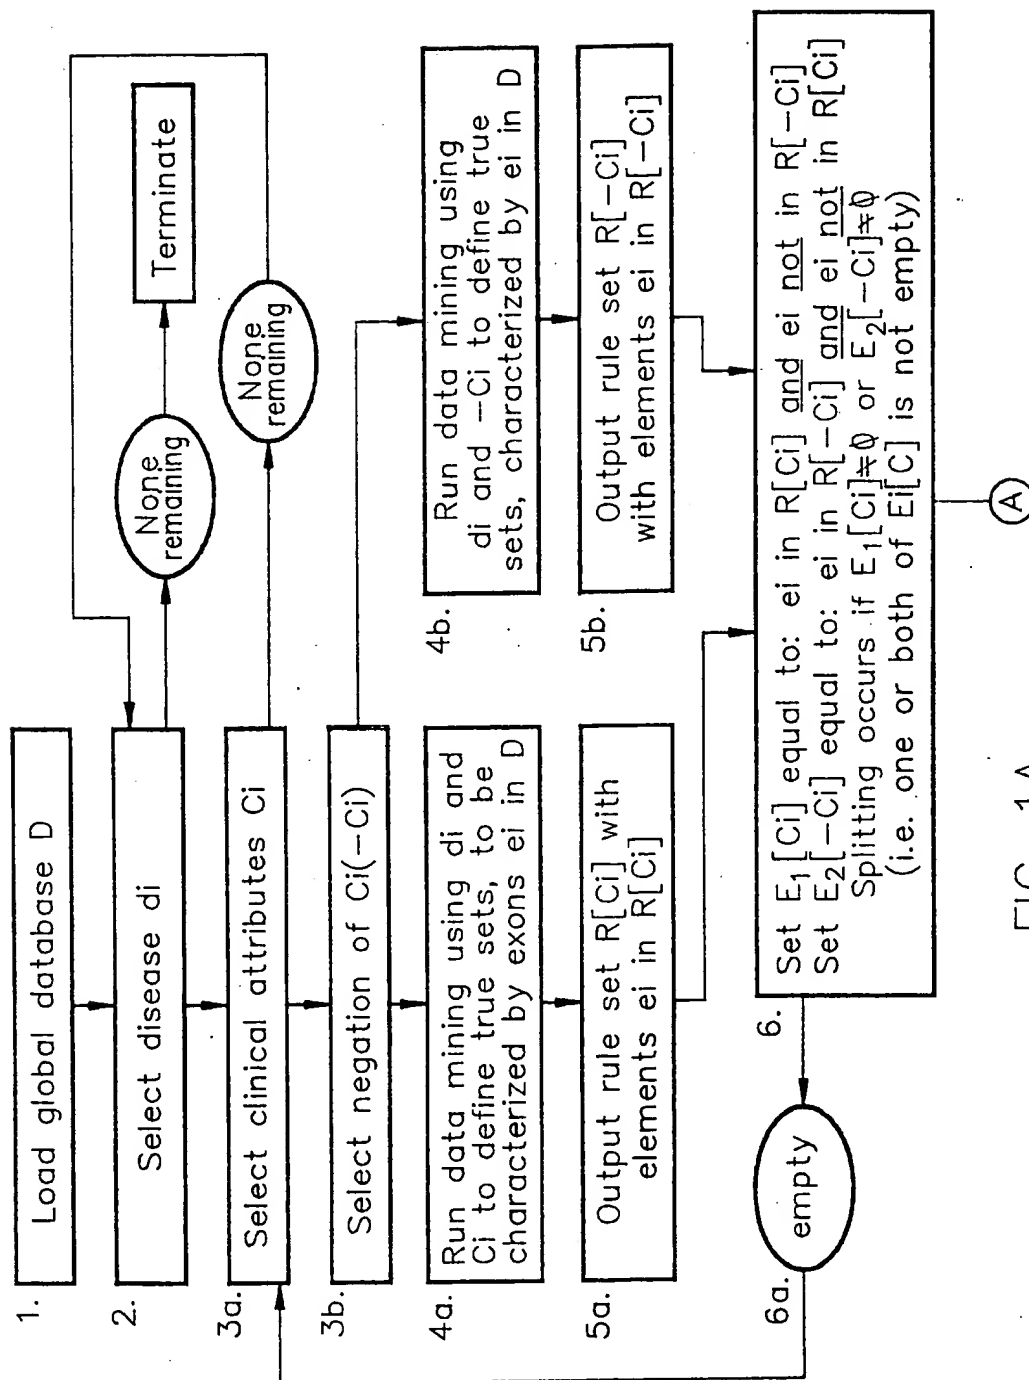 1.
Load global database D
2.
Select disease di
None
remaining
Terminate
3a.
Select clinical attributes Ci
None
remaining
3b.
Select negation of Ci(−Ci)
4a.
Run data mining using di and
Ci to define true sets, to be
characterized by exons ei in D
4b.
Run data mining using
di and −Ci to define true
sets, characterized by ei in D
5a.
Output rule set R[Ci] with
elements ei in R[Ci]
5b.
Output rule set R[−Ci]
with elements ei in R[−Ci]
6.
Set E₁[Ci] equal to: ei in R[Ci] and ei not in R[−Ci]
Set E₂[−Ci] equal to: ei in R[−Ci] and ei not in R[Ci]
Splitting occurs if E₁[Ci]≠∅ or E₂[−Ci]≠∅
(i.e. one or both of Ei[C] is not empty)
6a.
empty
A
FIG. 1A